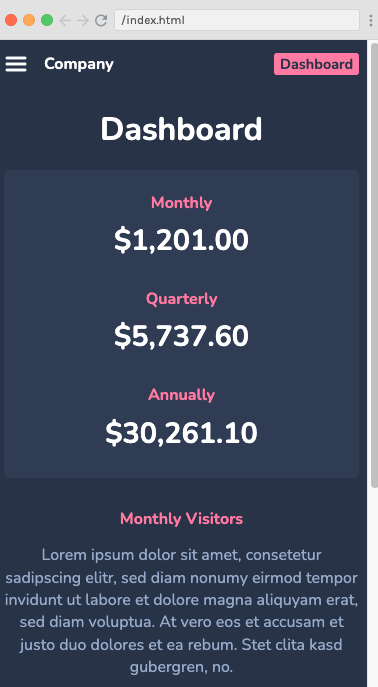 /index.html
Company
Dashboard
Dashboard
Monthly
$1,201.00
Quarterly
$5,737.60
Annually
$30,261.10
Monthly Visitors
Lorem ipsum dolor sit amet, consetetur
sadipscing elitr, sed diam nonumy eirmod tempor
invidunt ut labore et dolore magna aliquyam erat,
sed diam voluptua. At vero eos et accusam et
justo duo dolores et ea rebum. Stet clita kasd
gubergren, no.